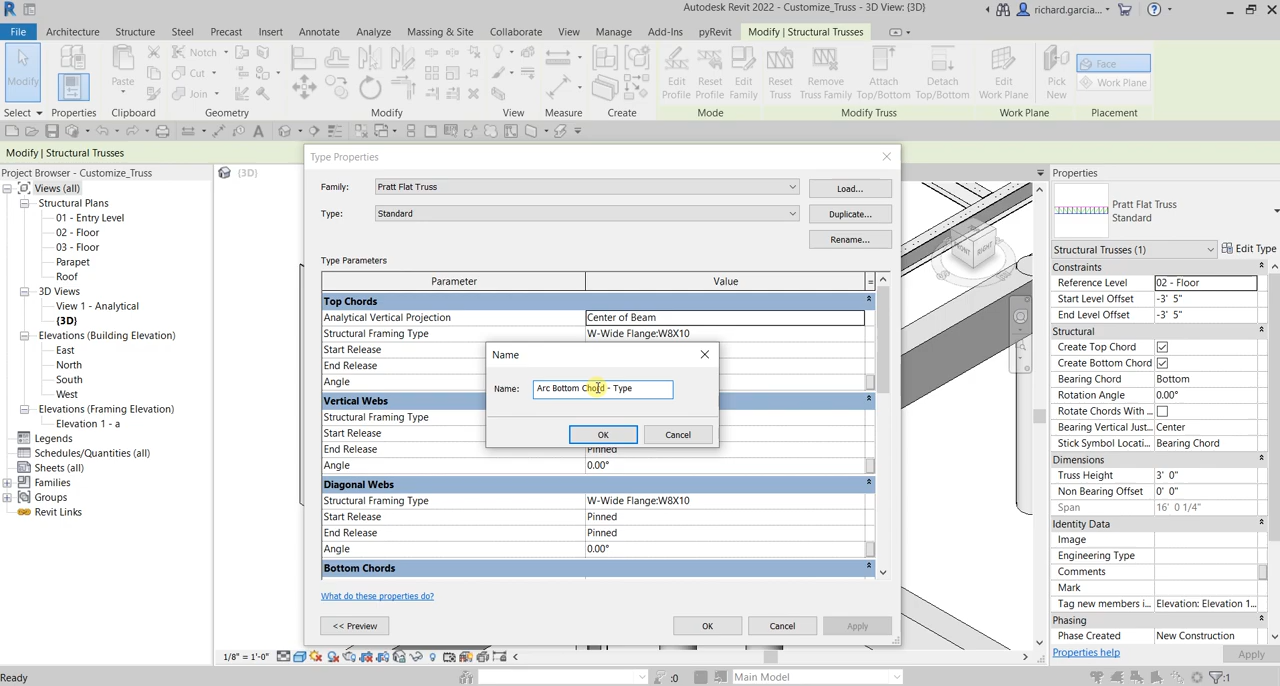 Autodesk Revit 2022 - Customize_Truss - 3D View: {3D}
richard.garcia...
File Architecture Structure Steel Precast Insert Annotate Analyze Massing & Site Collaborate View Manage Add-Ins pyRevit Modify | Structural Trusses
Modify
Paste
Notch
Cut
Join
Edit Profile
Reset Profile
Edit Family
Reset Truss
Remove Truss Family
Attach Top/Bottom
Detach Top/Bottom
Edit Work Plane
Pick New
Face
Work Plane
Select Properties Clipboard Geometry Modify View Measure Create Mode Modify Truss Work Plane Placement
Modify | Structural Trusses
Project Browser - Customize_Truss
Views (all)
Structural Plans
01 - Entry Level
02 - Floor
03 - Floor
Parapet
Roof
3D Views
View 1 - Analytical
{3D}
Elevations (Building Elevation)
East
North
South
West
Elevations (Framing Elevation)
Elevation 1 - a
Legends
Schedules/Quantities (all)
Sheets (all)
Families
Groups
Revit Links
{3D}
Type Properties
Family: Pratt Flat Truss Load...
Type: Standard Duplicate...
Rename...
Type Parameters
Parameter Value =
Top Chords
Analytical Vertical Projection Center of Beam
Structural Framing Type W-Wide Flange:W8X10
Start Release
End Release
Angle
Vertical Webs
Structural Framing Type
Start Release
End Release Pinned
Angle 0.00°
Diagonal Webs
Structural Framing Type W-Wide Flange:W8X10
Start Release Pinned
End Release Pinned
Angle 0.00°
Bottom Chords
What do these properties do?
<< Preview OK Cancel Apply
Name
Name: Arc Bottom Chord - Type
OK Cancel
FRONT RIGHT
Properties
Pratt Flat Truss
Standard
Structural Trusses (1) Edit Type
Constraints
Reference Level 02 - Floor
Start Level Offset -3' 5"
End Level Offset -3' 5"
Structural
Create Top Chord
Create Bottom Chord
Bearing Chord Bottom
Rotation Angle 0.00°
Rotate Chords With ...
Bearing Vertical Just... Center
Stick Symbol Locati... Bearing Chord
Dimensions
Truss Height 3' 0"
Non Bearing Offset 0' 0"
Span 16' 0 1/4"
Identity Data
Image
Engineering Type
Comments
Mark
Tag new members i... Elevation: Elevation 1...
Phasing
Phase Created New Construction
Properties help Apply
1/8" = 1'-0"
Ready
:0
Main Model
:1